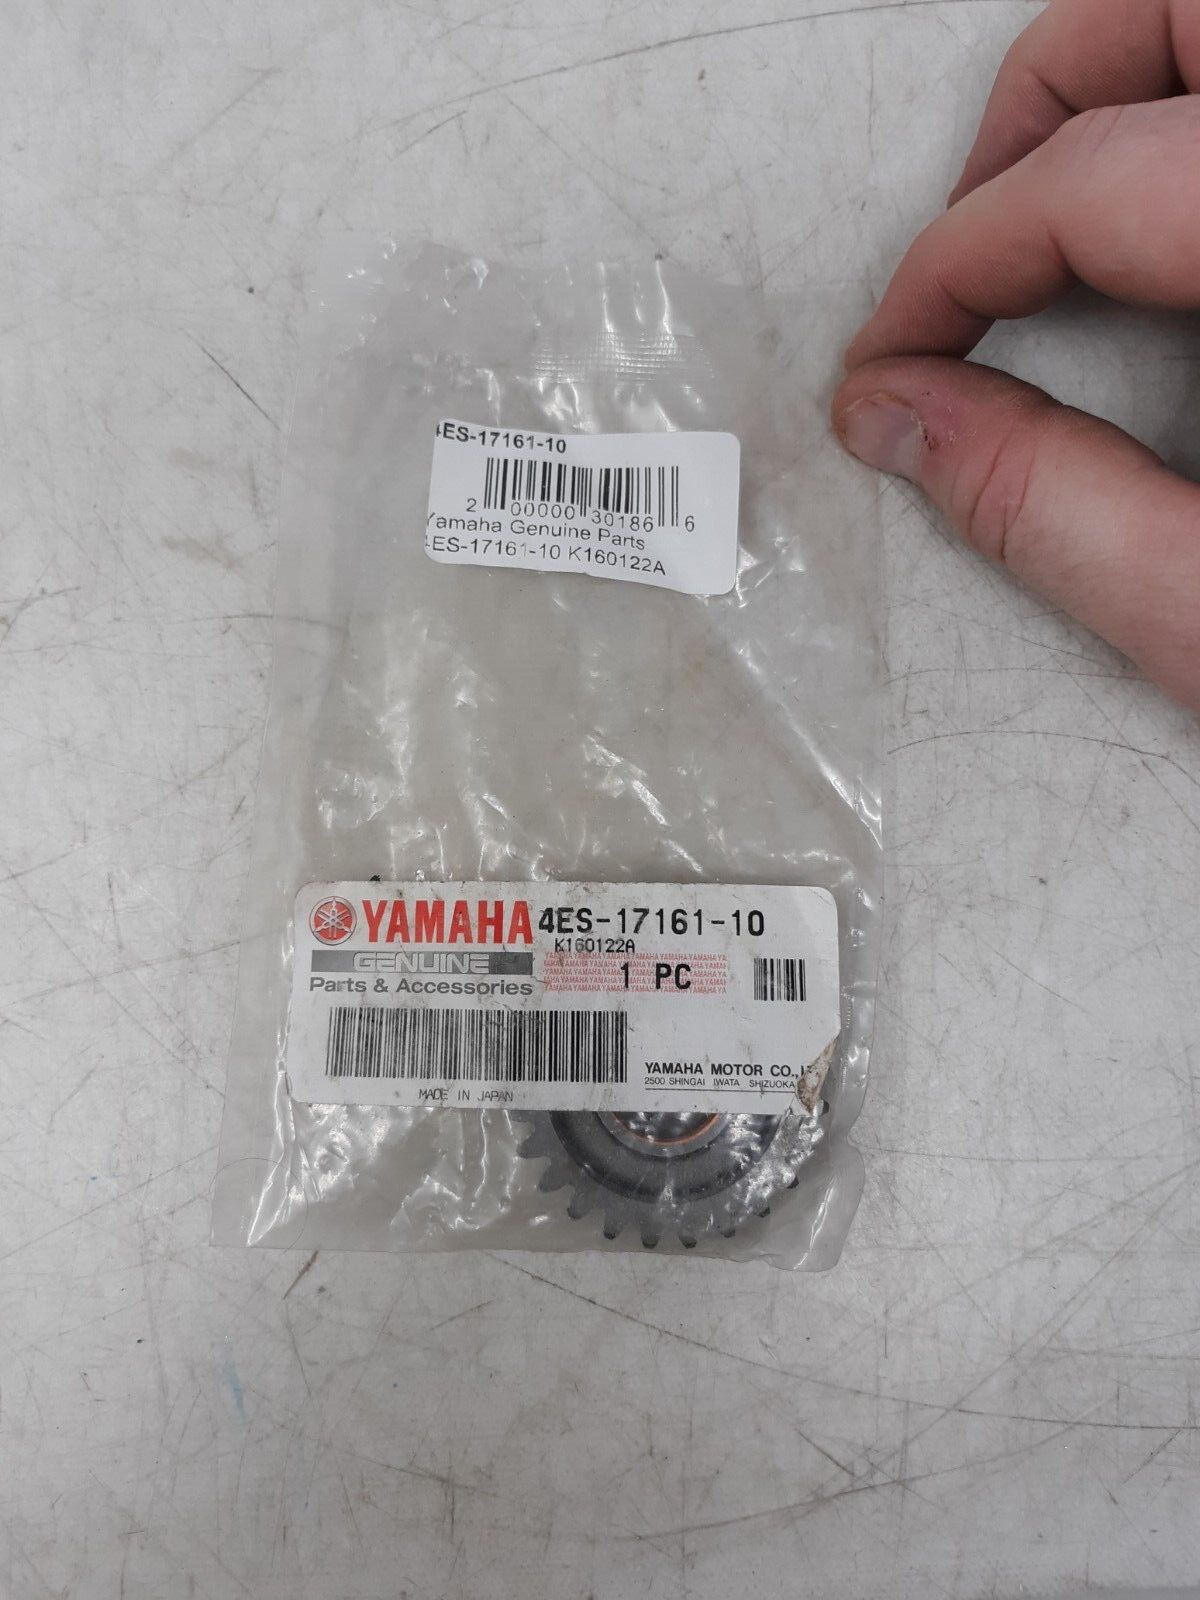 4ES-17161-10
2 00000 30186 6
Yamaha Genuine Parts
4ES-17161-10 K160122A
YAMAHA 4ES-17161-10
K160122A
GENUINE
Parts & Accessories
1 PC
YAMAHA MOTOR CO.,
2500 SHINGAI IWATA SHIZUOKA
MADE IN JAPAN